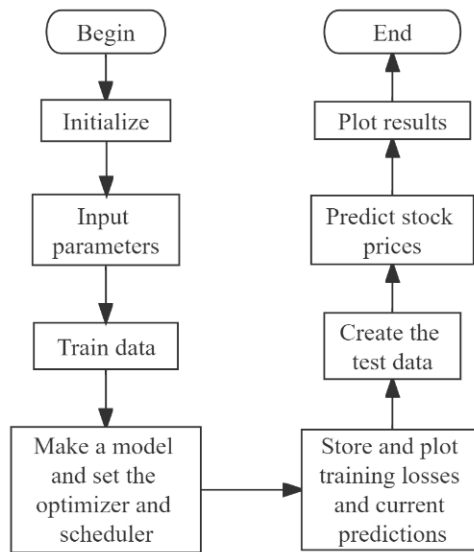 Begin
Initialize
Input
parameters
Train data
Make a model
and set the
optimizer and
scheduler
Store and plot
training losses
and current
predictions
Create the
test data
Predict stock
prices
Plot results
End